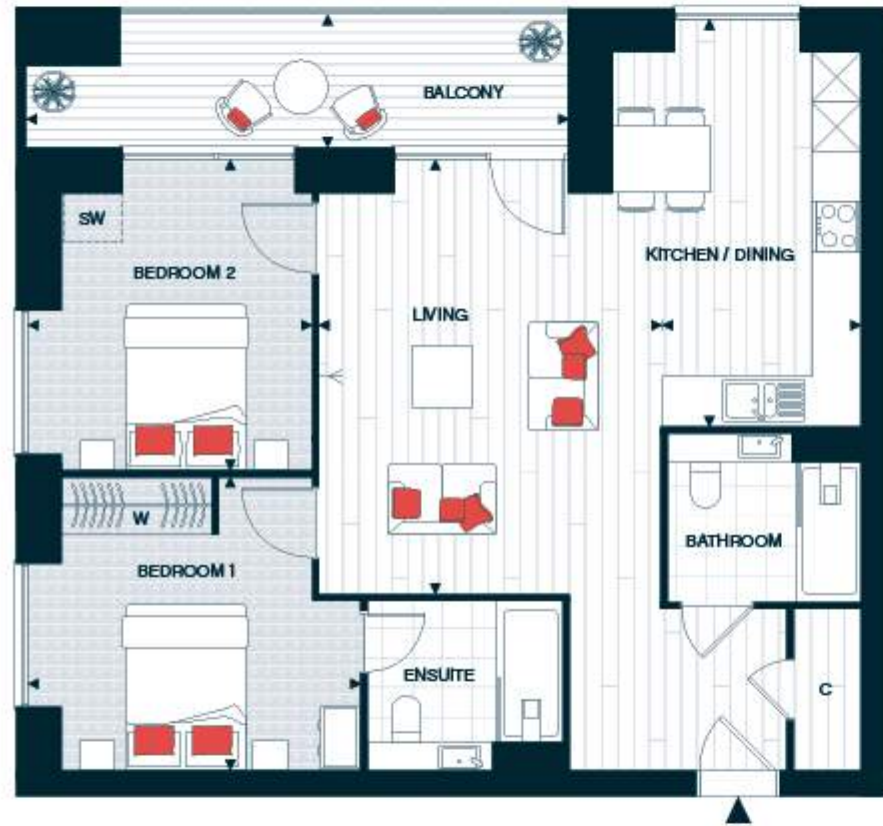 BALCONY
SW
BEDROOM 2
KITCHEN / DINING
LIVING
W
BEDROOM 1
BATHROOM
ENSUITE
C